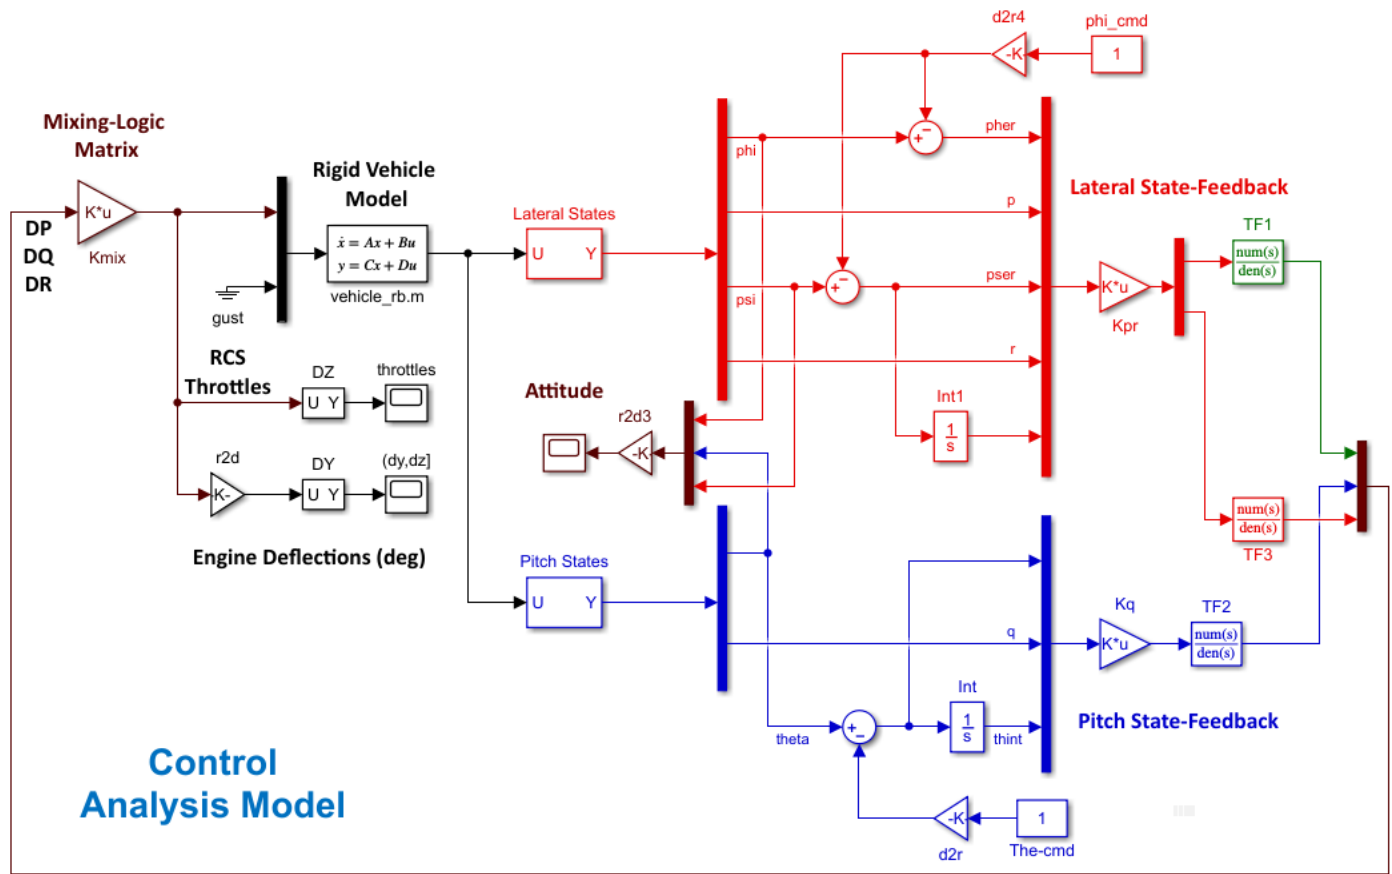 d2r4
phi_cmd
-K
1
Mixing-Logic
Matrix
phi
+
−
pher
Rigid Vehicle
Model
Lateral State-Feedback
K*u
Kmix
DP
DQ
DR
ẋ = Ax + Bu
y = Cx + Du
vehicle_rb.m
Lateral States
U Y
p
TF1
num(s)
den(s)
gust
psi
+
−
pser
K*u
Kpr
RCS
Throttles
DZ
U Y
throttles
r
Attitude
r2d3
-K
Int1
1
s
r2d
K-
DY
U Y
(dy,dz]
num(s)
den(s)
TF3
Engine Deflections (deg)
Pitch States
U Y
q
Kq
K*u
TF2
num(s)
den(s)
theta
+
−
Int
1
s
thint
Pitch State-Feedback
Control
Analysis Model
-K
d2r
1
The-cmd